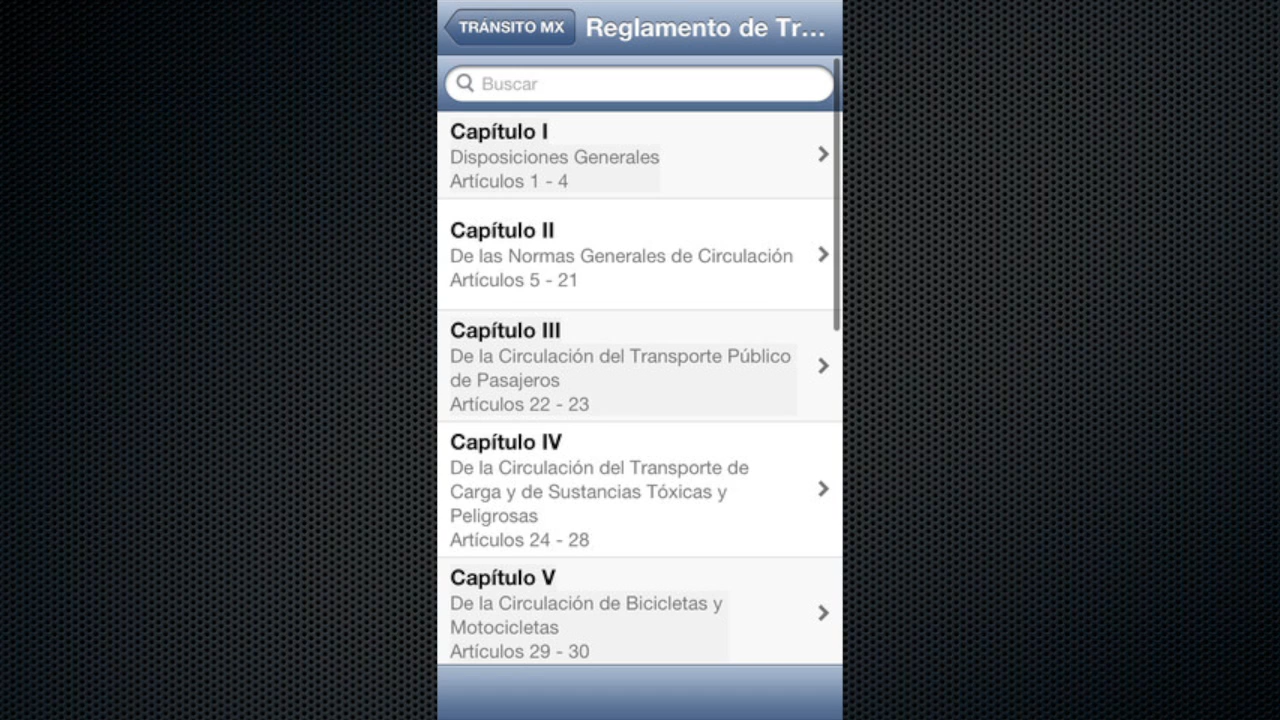 TRÁNSITO MX
Reglamento de Tr...
Buscar
Capítulo I
Disposiciones Generales
Artículos 1 - 4
Capítulo II
De las Normas Generales de Circulación
Artículos 5 - 21
Capítulo III
De la Circulación del Transporte Público
de Pasajeros
Artículos 22 - 23
Capítulo IV
De la Circulación del Transporte de
Carga y de Sustancias Tóxicas y
Peligrosas
Artículos 24 - 28
Capítulo V
De la Circulación de Bicicletas y
Motocicletas
Artículos 29 - 30